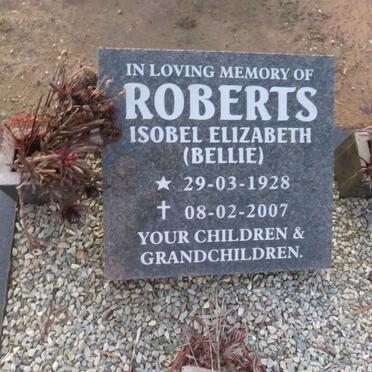 IN LOVING MEMORY OF
ROBERTS
ISOBEL ELIZABETH
(BELLIE)
★ 29-03-1928
✝ 08-02-2007
YOUR CHILDREN &
GRANDCHILDREN.